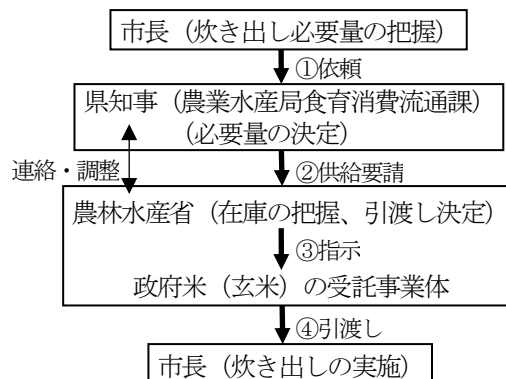 市長（炊き出し必要量の把握）
①依頼
県知事（農業水産局食育消費流通課）
（必要量の決定）
連絡・調整
②供給要請
農林水産省（在庫の把握、引渡し決定）
③指示
政府米（玄米）の受託事業体
④引渡し
市長（炊き出しの実施）